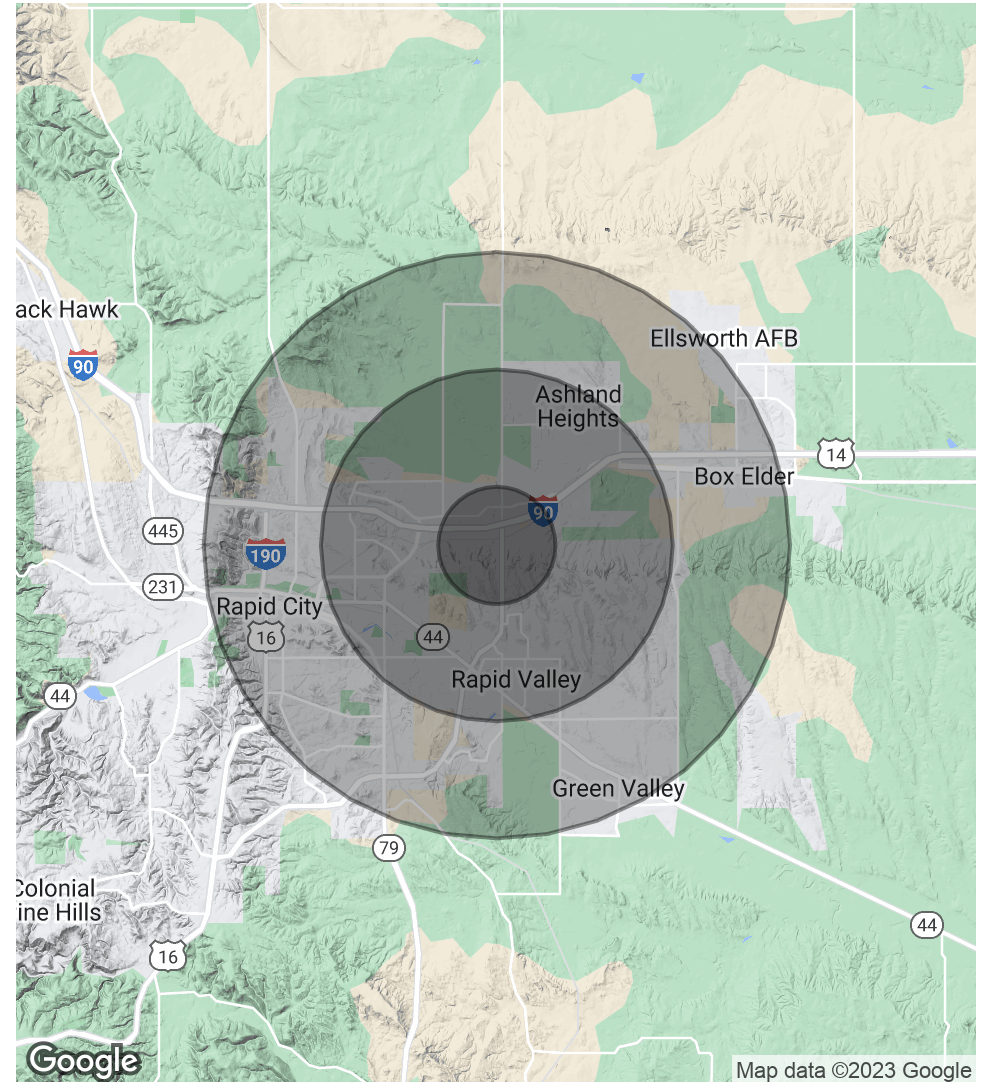 ack Hawk
90
Ellsworth AFB
Ashland
Heights
14
Box Elder
90
445
190
231
Rapid City
16
44
Rapid Valley
44
Green Valley
79
Colonial
ine Hills
44
16
Google
Map data ©2023 Google